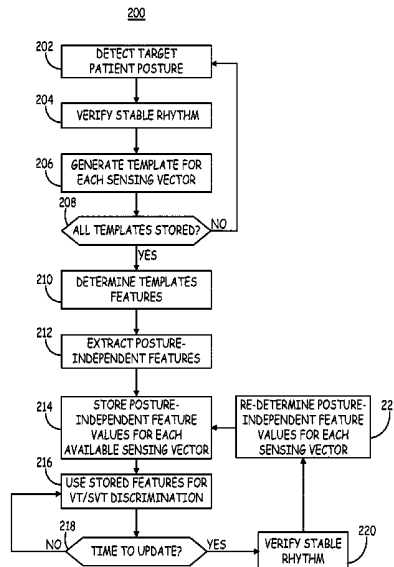 200
202
DETECT TARGET
PATIENT POSTURE
204
VERIFY STABLE RHYTHM
206
GENERATE TEMPLATE FOR
EACH SENSING VECTOR
208
ALL TEMPLATES STORED?
NO
YES
210
DETERMINE TEMPLATES
FEATURES
212
EXTRACT POSTURE-
INDEPENDENT FEATURES
214
STORE POSTURE-
INDEPENDENT FEATURE
VALUES FOR EACH
AVAILABLE SENSING VECTOR
RE-DETERMINE POSTURE-
INDEPENDENT FEATURE
VALUES FOR EACH
SENSING VECTOR
22
216
USE STORED FEATURES FOR
VT/SVT DISCRIMINATION
NO
218
TIME TO UPDATE?
YES
VERIFY STABLE
RHYTHM
220